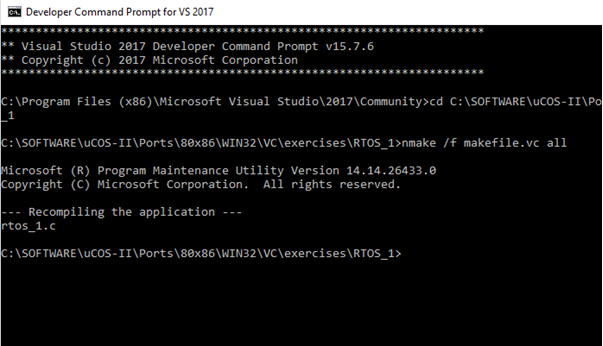 Developer Command Prompt for VS 2017
**********************************************************************
** Visual Studio 2017 Developer Command Prompt v15.7.6
** Copyright (c) 2017 Microsoft Corporation
**********************************************************************
C:\Program Files (x86)\Microsoft Visual Studio\2017\Community>cd C:\SOFTWARE\uCOS-II\Po
_1
C:\SOFTWARE\uCOS-II\Ports\80x86\WIN32\VC\exercises\RTOS_1>nmake /f makefile.vc all
Microsoft (R) Program Maintenance Utility Version 14.14.26433.0
Copyright (C) Microsoft Corporation.  All rights reserved.
--- Recompiling the application ---
rtos_1.c
C:\SOFTWARE\uCOS-II\Ports\80x86\WIN32\VC\exercises\RTOS_1>